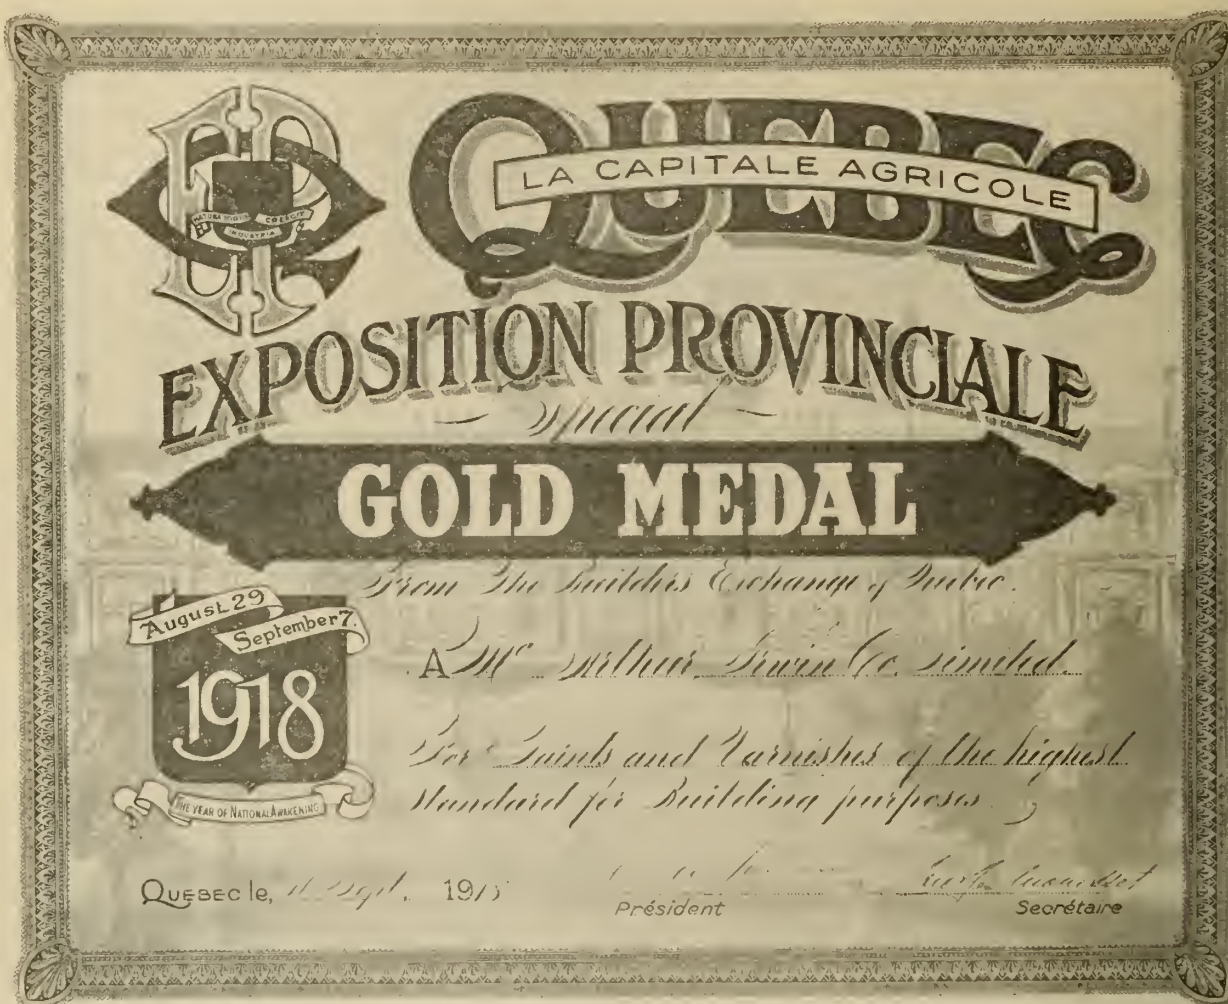 QUEBEC
LA CAPITALE AGRICOLE
EXPOSITION PROVINCIALE
Special
GOLD MEDAL
From The Builders Exchange of Quebec.
August 29
September 7.
1918
THE YEAR OF NATIONAL AWAKENING
A Mc Arthur Irwin Co. Limited.
For Paints and Varnishes of the highest
standard for Building purposes
QUEBEC le, Sept. 191
Président
Secrétaire